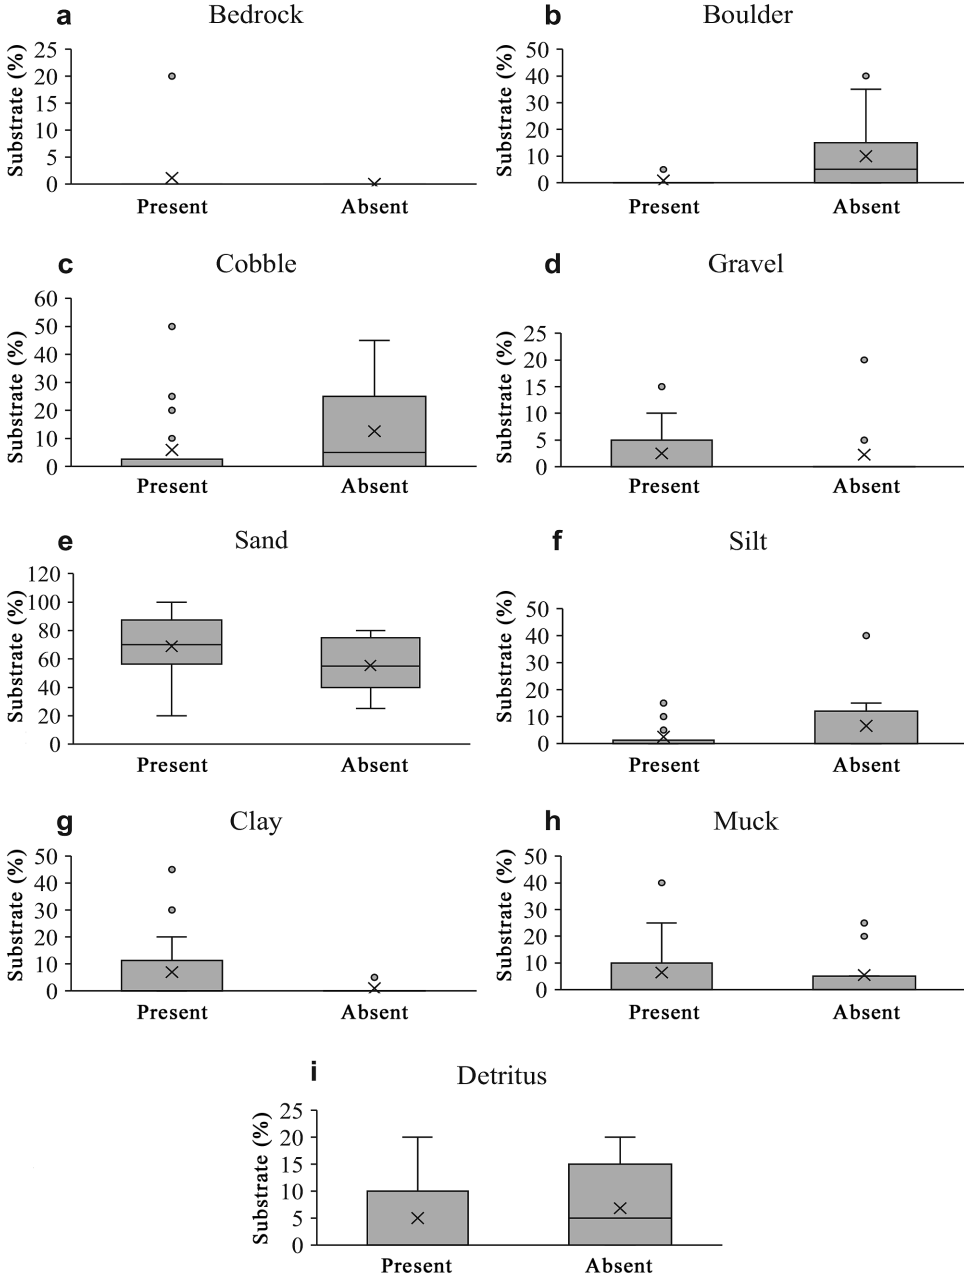 a Bedrock
Substrate (%)
25
20
15
10
5
0
Present Absent
b Boulder
Substrate (%)
50
40
30
20
10
0
Present Absent
c Cobble
Substrate (%)
60
50
40
30
20
10
0
Present Absent
d Gravel
Substrate (%)
25
20
15
10
5
0
Present Absent
e Sand
Substrate (%)
120
100
80
60
40
20
0
Present Absent
f Silt
Substrate (%)
50
40
30
20
10
0
Present Absent
g Clay
Substrate (%)
50
40
30
20
10
0
Present Absent
h Muck
Substrate (%)
50
40
30
20
10
0
Present Absent
i Detritus
Substrate (%)
25
20
15
10
5
0
Present Absent